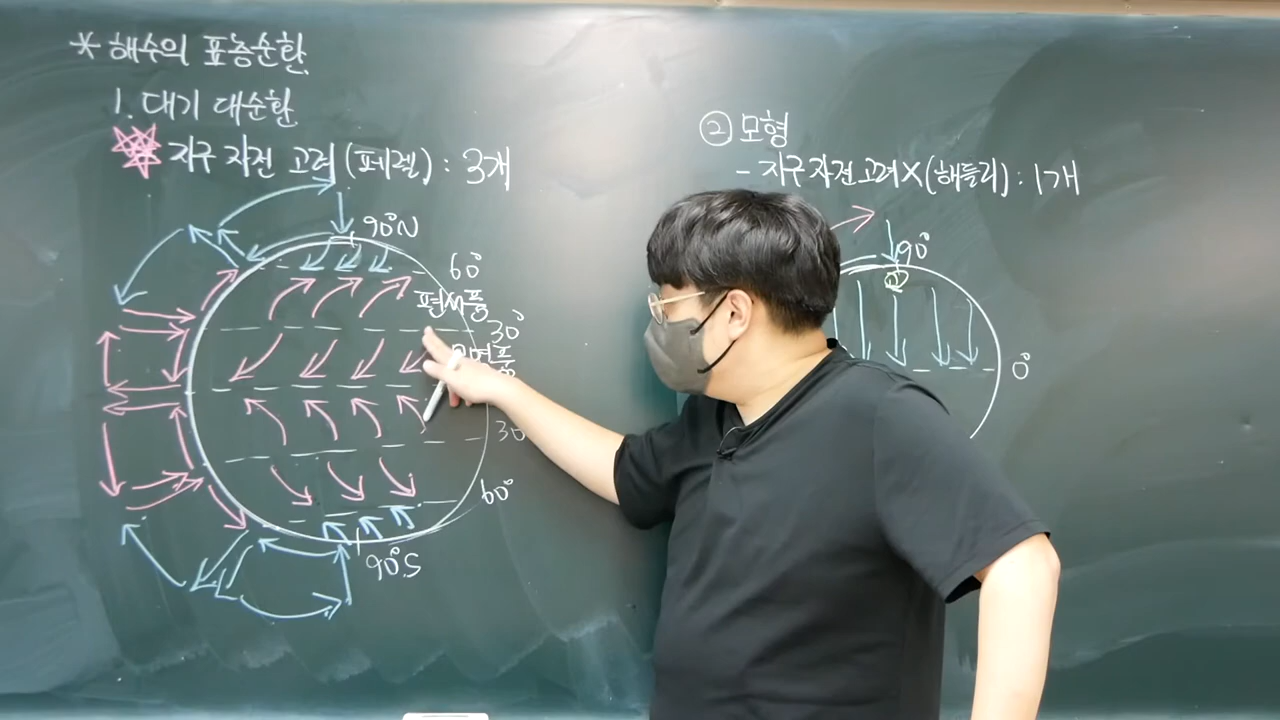 * 해수의 표층순환
1. 대기 대순환
지구 자전 고려 (페렐) : 3개
90°N
60°
편서풍
30°
30
60°
90°S
② 모형
- 지구 자전 고려 X (해들리) : 1개
90°
0°